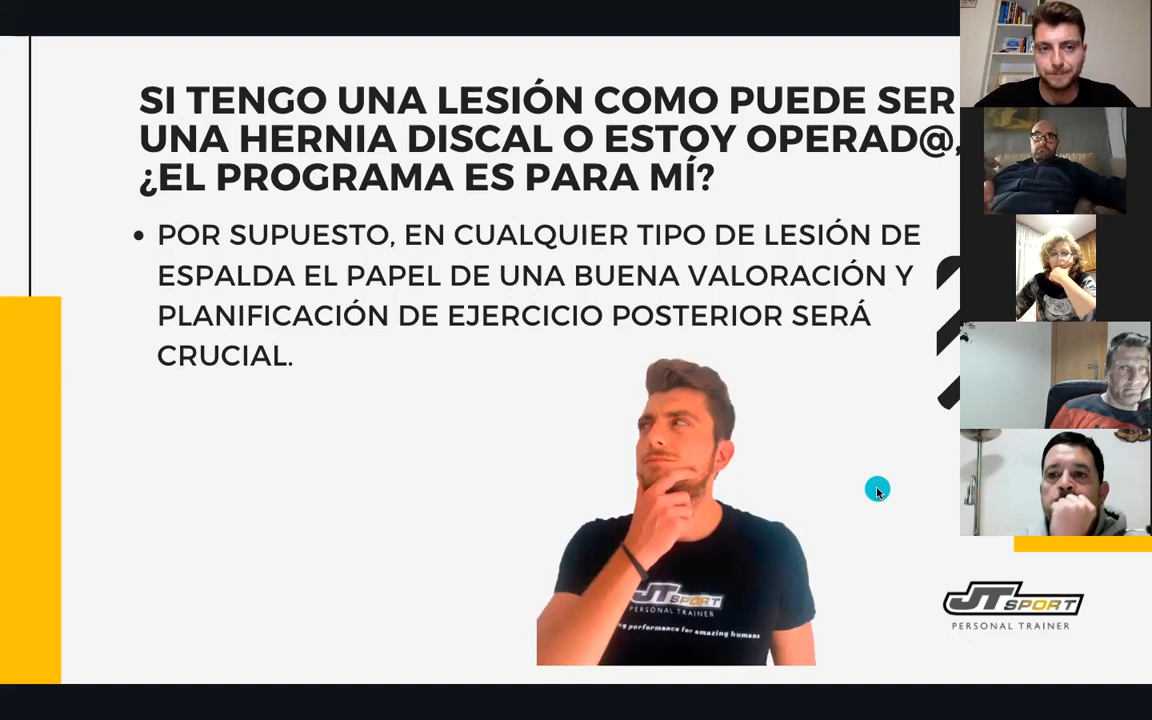 SI TENGO UNA LESIÓN COMO PUEDE SER
UNA HERNIA DISCAL O ESTOY OPERAD@,
¿EL PROGRAMA ES PARA MÍ?
• POR SUPUESTO, EN CUALQUIER TIPO DE LESIÓN DE
ESPALDA EL PAPEL DE UNA BUENA VALORACIÓN Y
PLANIFICACIÓN DE EJERCICIO POSTERIOR SERÁ
CRUCIAL.
JT SPORT
PERSONAL TRAINER
performance for amazing humans
JT SPORT
PERSONAL TRAINER